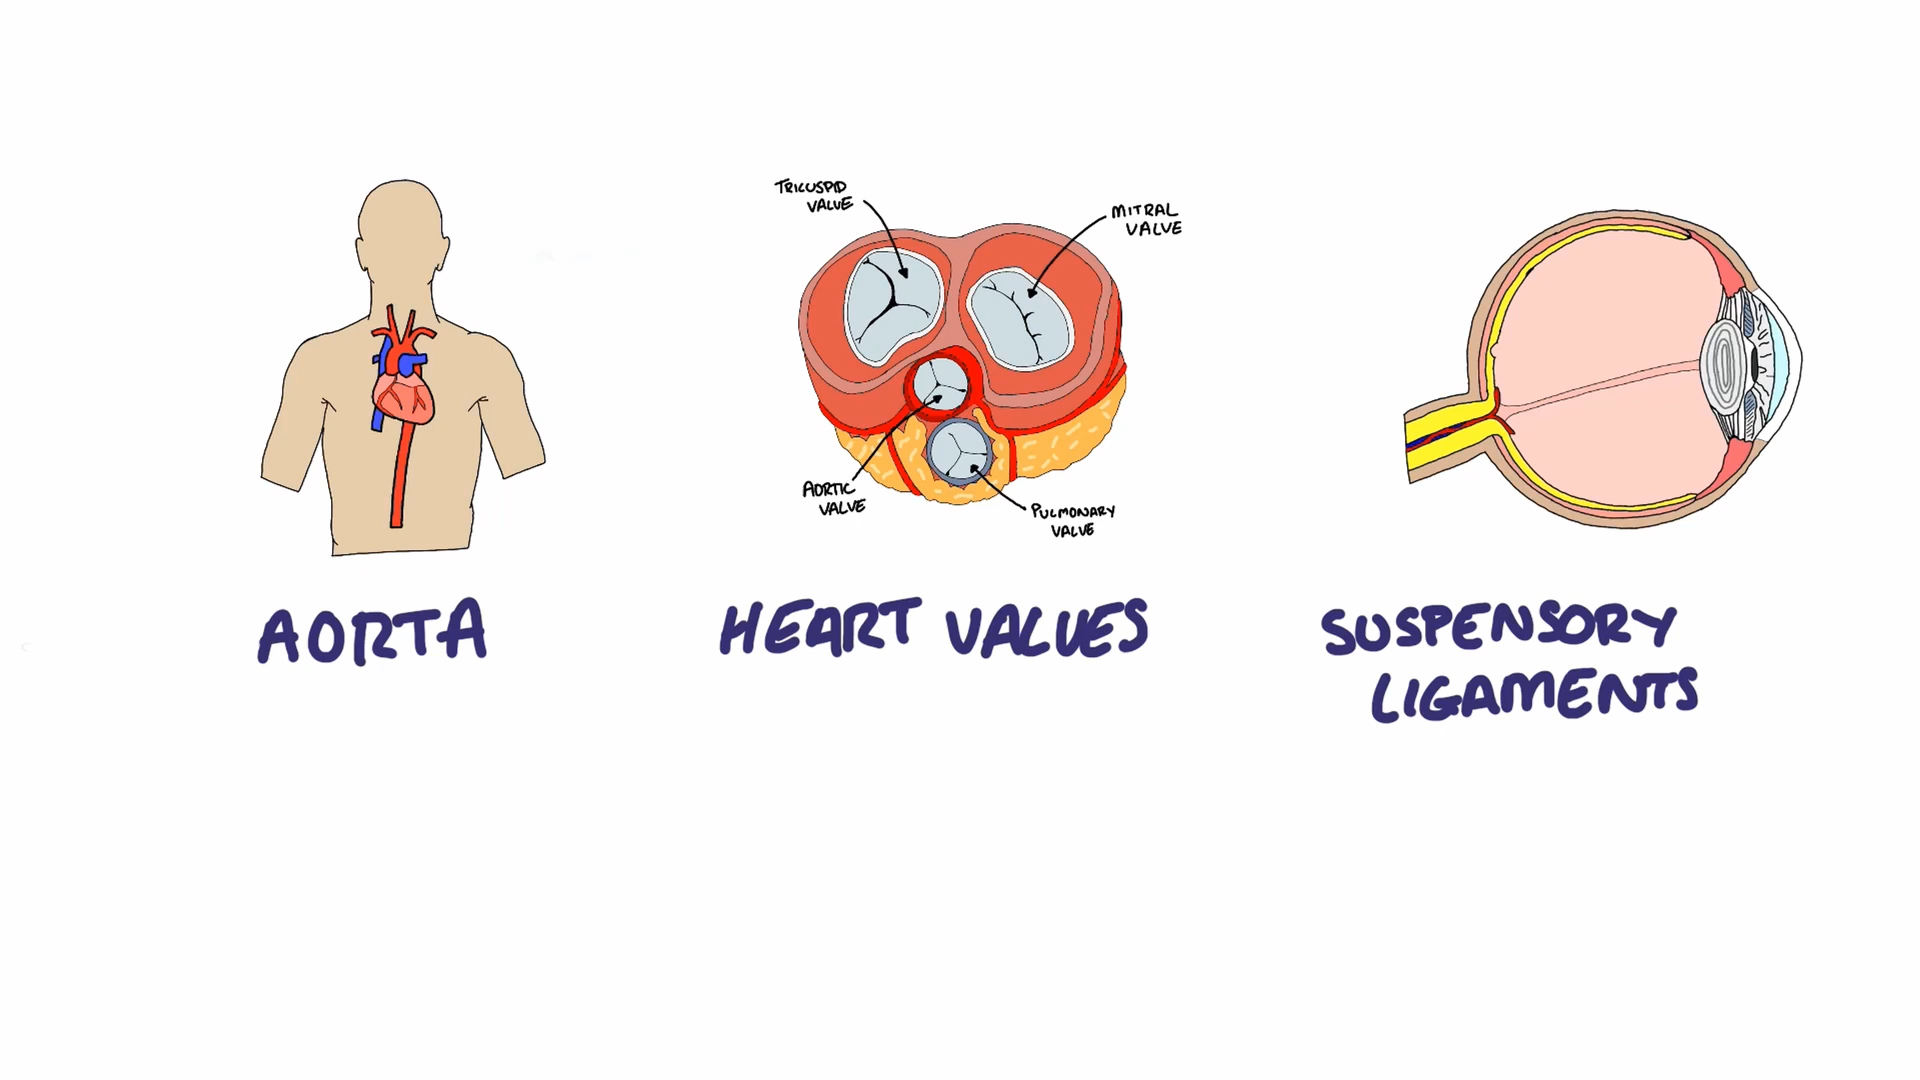 TRICUSPID
VALVE
MITRAL
VALVE
AORTIC
VALVE
PULMONARY
VALVE
AORTA
HEART VALVES
SUSPENSORY
LIGAMENTS